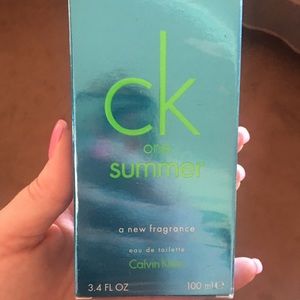 ck
one
summer
a new fragrance
eau de toilette
Calvin Klein
3.4 FL OZ 100 ml ℮